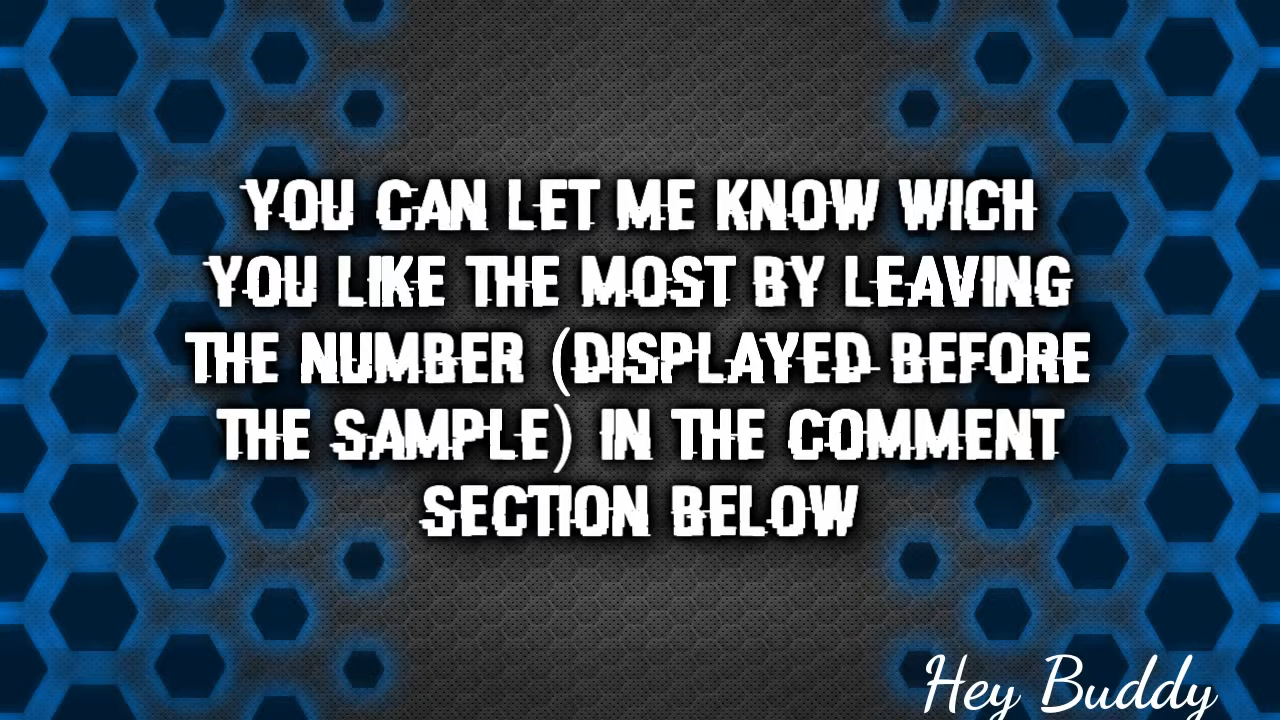 YOU CAN LET ME KNOW WICH
YOU LIKE THE MOST BY LEAVING
THE NUMBER (DISPLAYED BEFORE
THE SAMPLE) IN THE COMMENT
SECTION BELOW
Hey Buddy